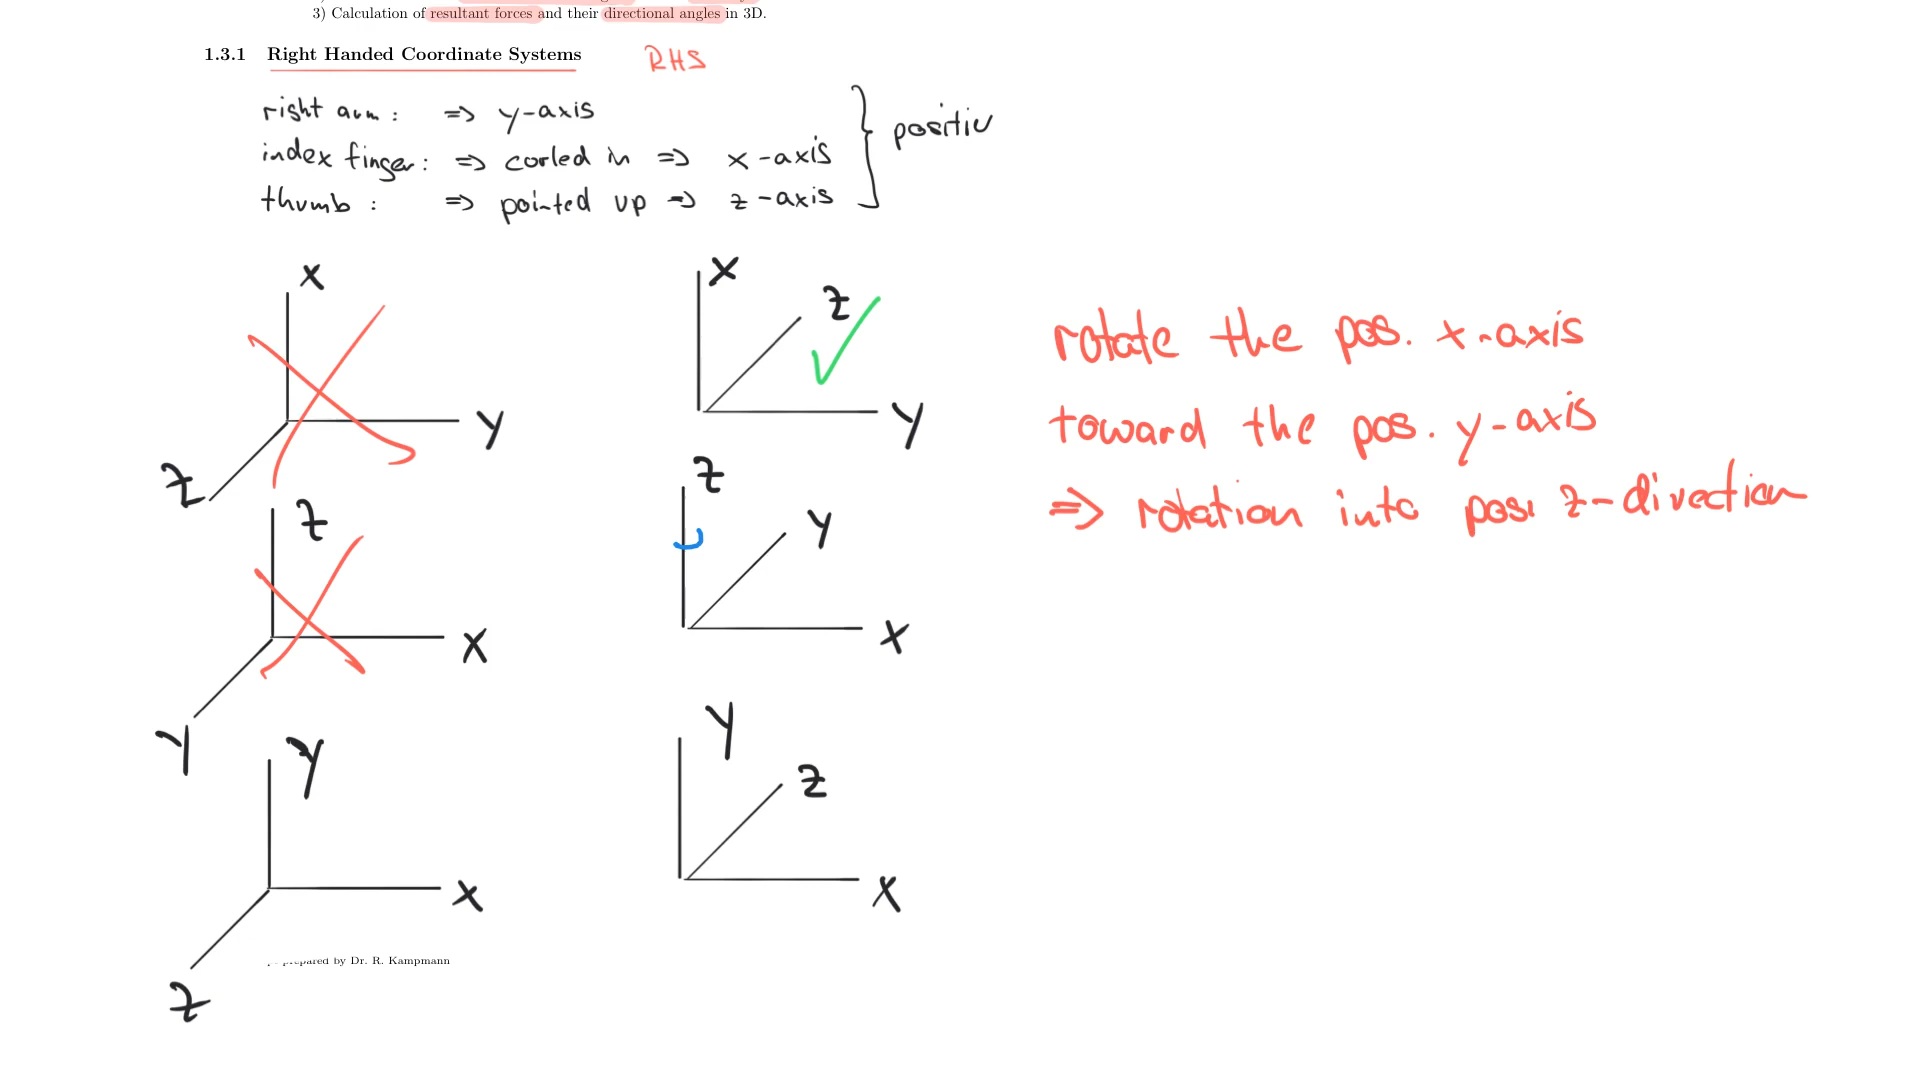 3) Calculation of resultant forces and their directional angles in 3D.
1.3.1 Right Handed Coordinate Systems RHS
right arm : => y-axis
index finger : => corled in => x-axis
thumb : => pointed up => z-axis
} positiv
X
Y
Z
X
Z
Y
rotate the pos. x-axis
toward the pos. y-axis
=> rotation into pos. z-direction
Z
X
Y
Z
Y
X
Y
X
Z
Y
Z
X
prepared by Dr. R. Kampmann